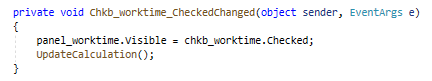 private void Chkb_worktime_CheckedChanged(object sender, EventArgs e)
{
    panel_worktime.Visible = chkb_worktime.Checked;
    UpdateCalculation();
}